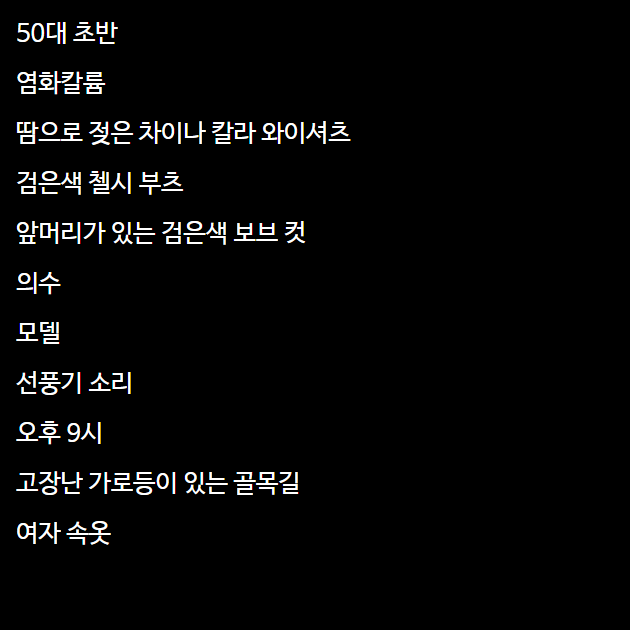 50대 초반
염화칼륨
땀으로 젖은 차이나 칼라 와이셔츠
검은색 첼시 부츠
앞머리가 있는 검은색 보브 컷
의수
모델
선풍기 소리
오후 9시
고장난 가로등이 있는 골목길
여자 속옷